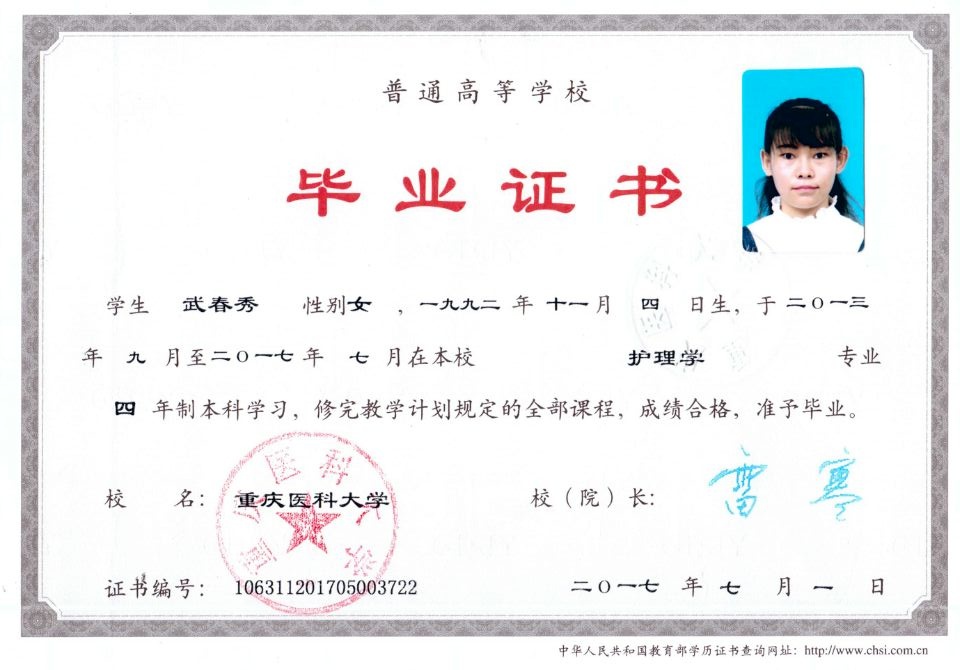 普通高等学校
毕业证书
学生 武春秀 性别女 ,一九九二 年 十一月 四 日生，于二〇一三
年 九 月至二〇一七年 七 月在本校 护理学 专业
四 年制本科学习，修完教学计划规定的全部课程，成绩合格，准予毕业。
校 名：重庆医科大学 校（院）长：
证书编号：106311201705003722 二〇一七 年 七 月 一 日
中华人民共和国教育部学历证书查询网址：http://www.chsi.com.cn
重庆医科大学